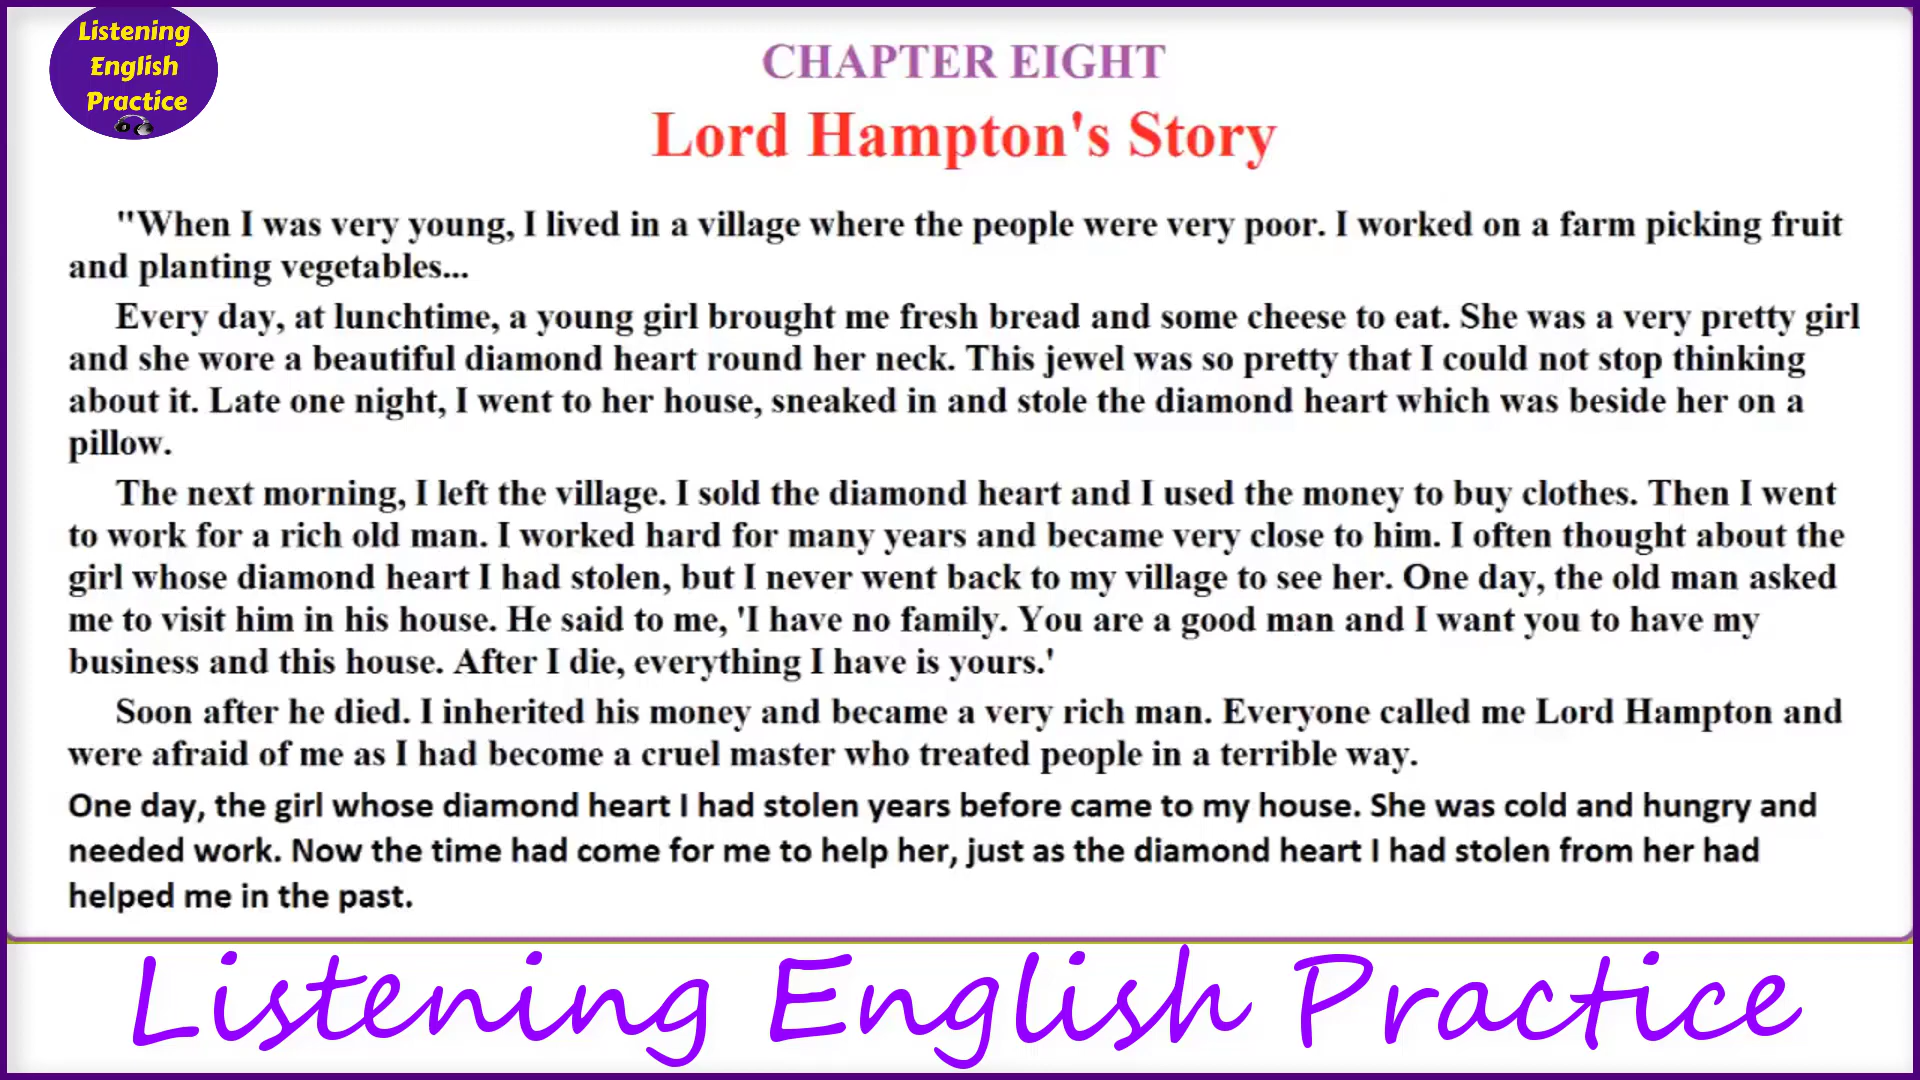 Listening
English
Practice
CHAPTER EIGHT
Lord Hampton's Story
"When I was very young, I lived in a village where the people were very poor. I worked on a farm picking fruit
and planting vegetables...
Every day, at lunchtime, a young girl brought me fresh bread and some cheese to eat. She was a very pretty girl
and she wore a beautiful diamond heart round her neck. This jewel was so pretty that I could not stop thinking
about it. Late one night, I went to her house, sneaked in and stole the diamond heart which was beside her on a
pillow.
The next morning, I left the village. I sold the diamond heart and I used the money to buy clothes. Then I went
to work for a rich old man. I worked hard for many years and became very close to him. I often thought about the
girl whose diamond heart I had stolen, but I never went back to my village to see her. One day, the old man asked
me to visit him in his house. He said to me, 'I have no family. You are a good man and I want you to have my
business and this house. After I die, everything I have is yours.'
Soon after he died. I inherited his money and became a very rich man. Everyone called me Lord Hampton and
were afraid of me as I had become a cruel master who treated people in a terrible way.
One day, the girl whose diamond heart I had stolen years before came to my house. She was cold and hungry and
needed work. Now the time had come for me to help her, just as the diamond heart I had stolen from her had
helped me in the past.
Listening English Practice